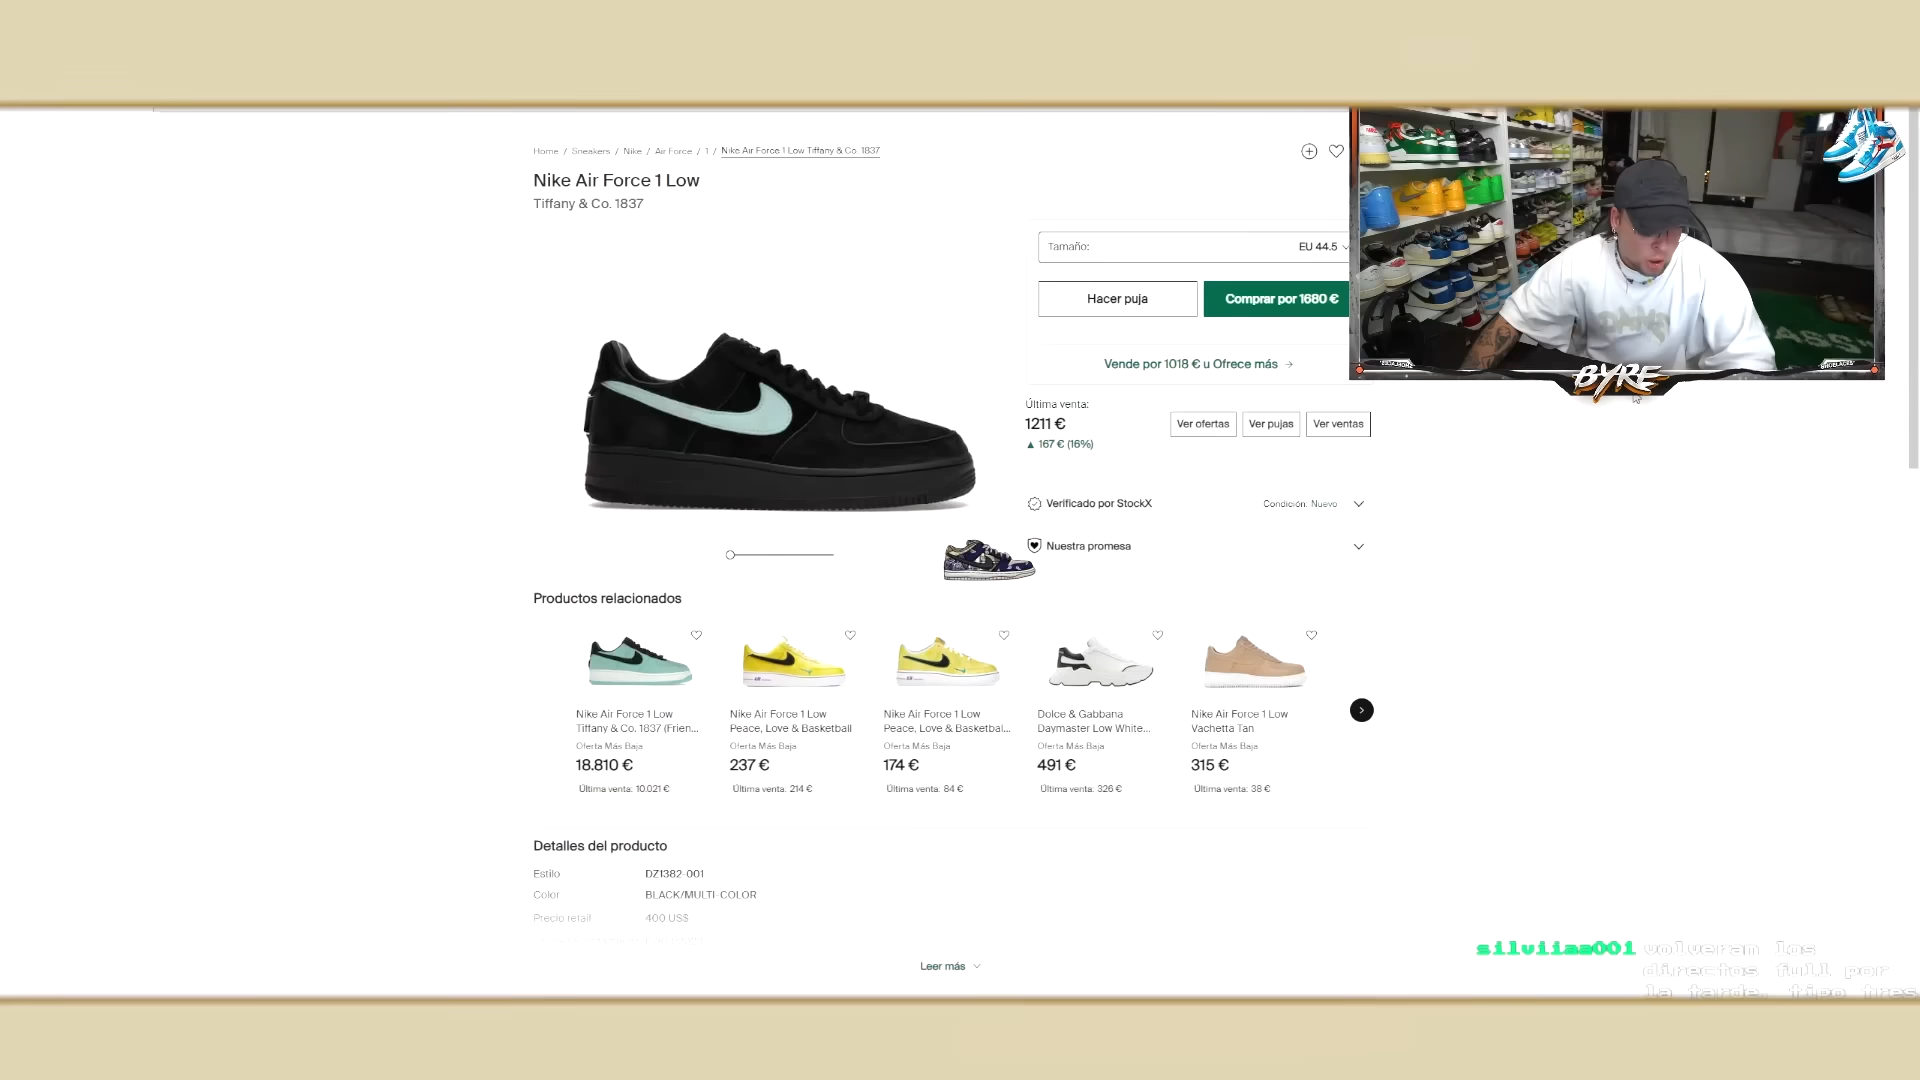 Home / Sneakers / Nike / Air Force / 1 / Nike Air Force 1 Low Tiffany & Co. 1837
Nike Air Force 1 Low
Tiffany & Co. 1837
Tamaño:
EU 44.5
Hacer puja
Comprar por 1680 €
Vende por 1018 € u Ofrece más →
Última venta:
1211 €
▲ 167 € (16%)
Ver ofertas
Ver pujas
Ver ventas
Verificado por StockX
Condición: Nuevo
Nuestra promesa
BYRE
Productos relacionados
Nike Air Force 1 Low
Tiffany & Co. 1837 (Frien...
Oferta Más Baja
18.810 €
Última venta: 10.021 €
Nike Air Force 1 Low
Peace, Love & Basketball
Oferta Más Baja
237 €
Última venta: 214 €
Nike Air Force 1 Low
Peace, Love & Basketbal...
Oferta Más Baja
174 €
Última venta: 84 €
Dolce & Gabbana
Daymaster Low White...
Oferta Más Baja
491 €
Última venta: 326 €
Nike Air Force 1 Low
Vachetta Tan
Oferta Más Baja
315 €
Última venta: 38 €
Detalles del producto
Estilo
DZ1382-001
Color
BLACK/MULTI-COLOR
Precio retail
400 US$
Leer más
volveran los
directos full por
la tarde, tipo tres